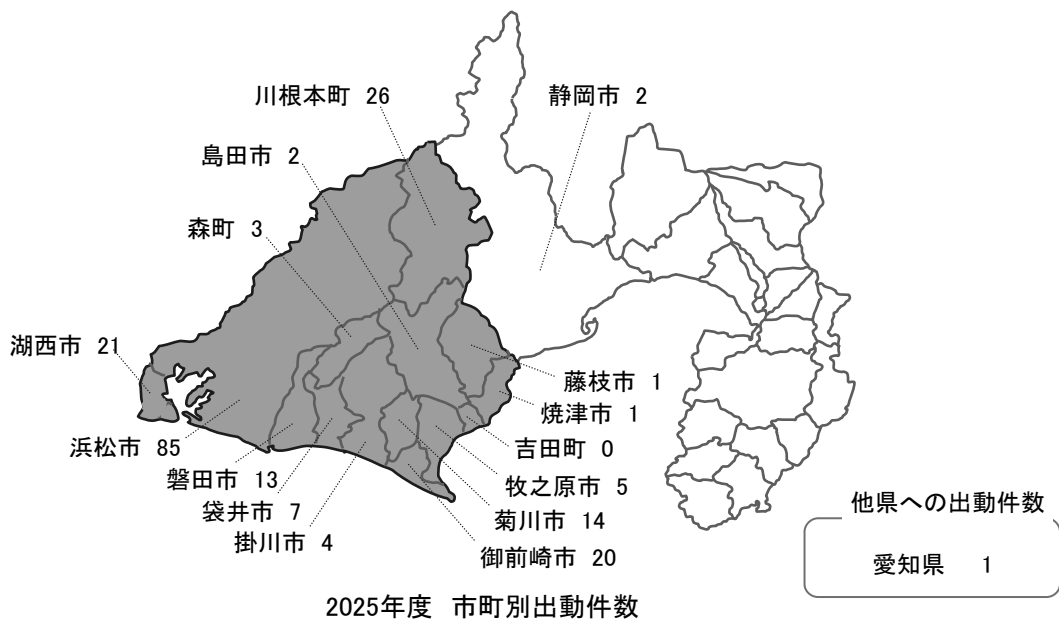 川根本町 26
静岡市 2
島田市 2
森町 3
湖西市 21
藤枝市 1
焼津市 1
浜松市 85
吉田町 0
磐田市 13
牧之原市 5
袋井市 7
菊川市 14
掛川市 4
御前崎市 20
他県への出動件数
愛知県 1
2025年度 市町別出動件数